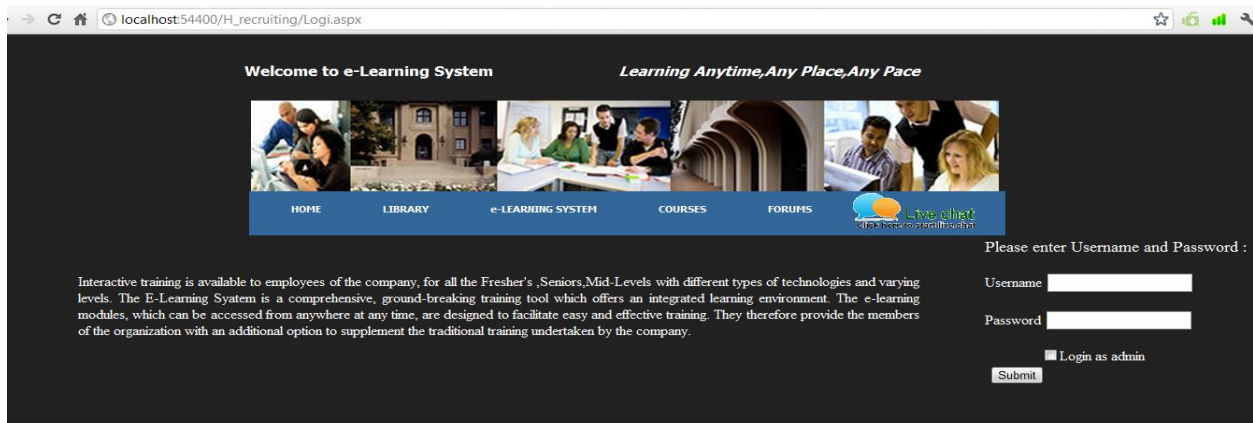 localhost:54400/H_recruiting/Logi.aspx
Welcome to e-Learning System
Learning Anytime,Any Place,Any Pace
HOME LIBRARY e-LEARNING SYSTEM COURSES FORUMS Live chat
click here to start live chat
Please enter Username and Password :
Interactive training is available to employees of the company, for all the Fresher's ,Seniors,Mid-Levels with different types of technologies and varying
levels. The E-Learning Syatem is a comprehensive, ground-breaking training tool which offers an integrated learning environment. The e-learning
modules, which can be accessed from anywhere at any time, are designed to facilitate easy and effective training. They therefore provide the members
of the organization with an additional option to supplement the traditional training undertaken by the company.
Username
Password
Login as admin
Submit